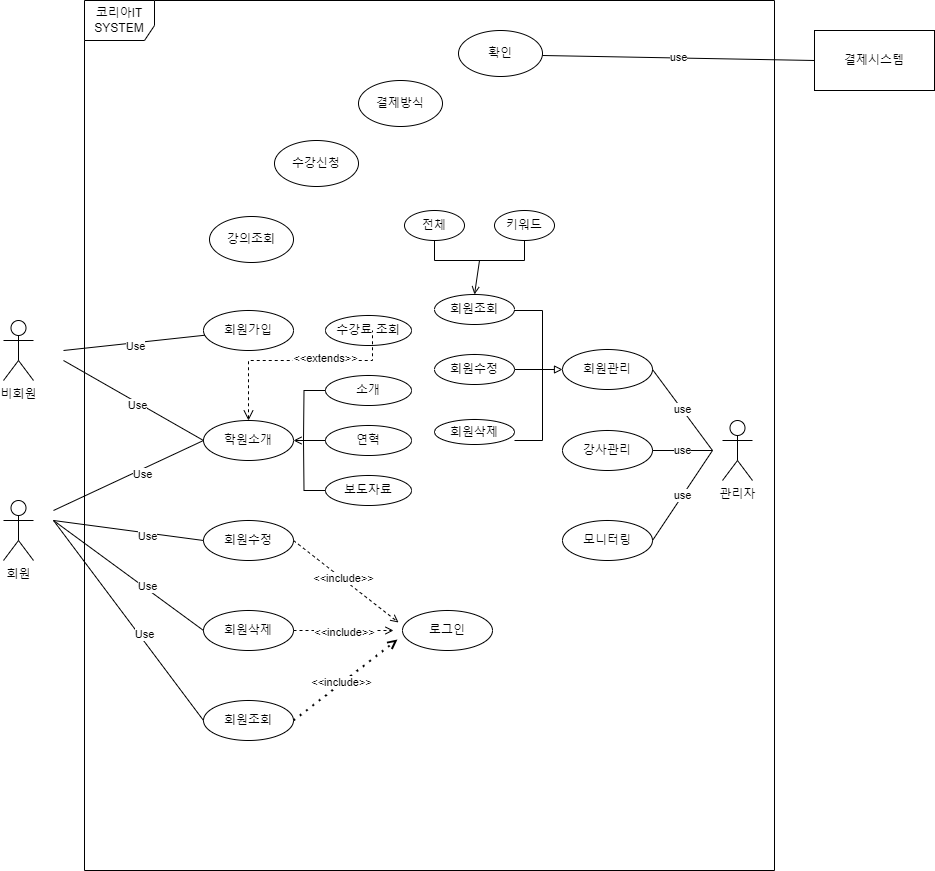 코리아IT
SYSTEM
확인
use
결제시스템
결제방식
수강신청
강의조회
전체
키워드
회원조회
회원가입
수강료 조회
Use
<<extends>>
비회원
소개
회원수정
회원관리
Use
use
학원소개
연혁
회원삭제
강사관리
use
관리자
Use
보도자료
use
회원
Use
회원수정
모니터링
<<include>>
Use
회원삭제
<<include>>
로그인
Use
<<include>>
회원조회